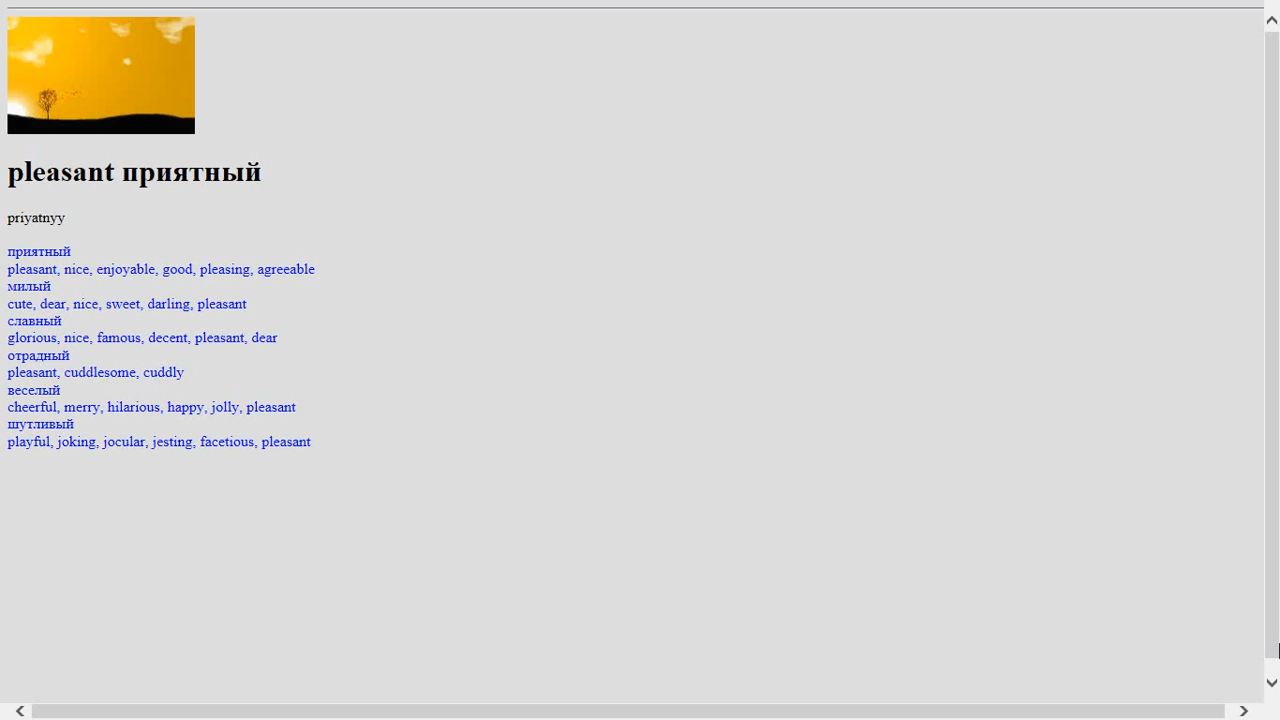 pleasant приятный
priyatnyy
приятный
pleasant, nice, enjoyable, good, pleasing, agreeable
милый
cute, dear, nice, sweet, darling, pleasant
славный
glorious, nice, famous, decent, pleasant, dear
отрадный
pleasant, cuddlesome, cuddly
веселый
cheerful, merry, hilarious, happy, jolly, pleasant
шутливый
playful, joking, jocular, jesting, facetious, pleasant